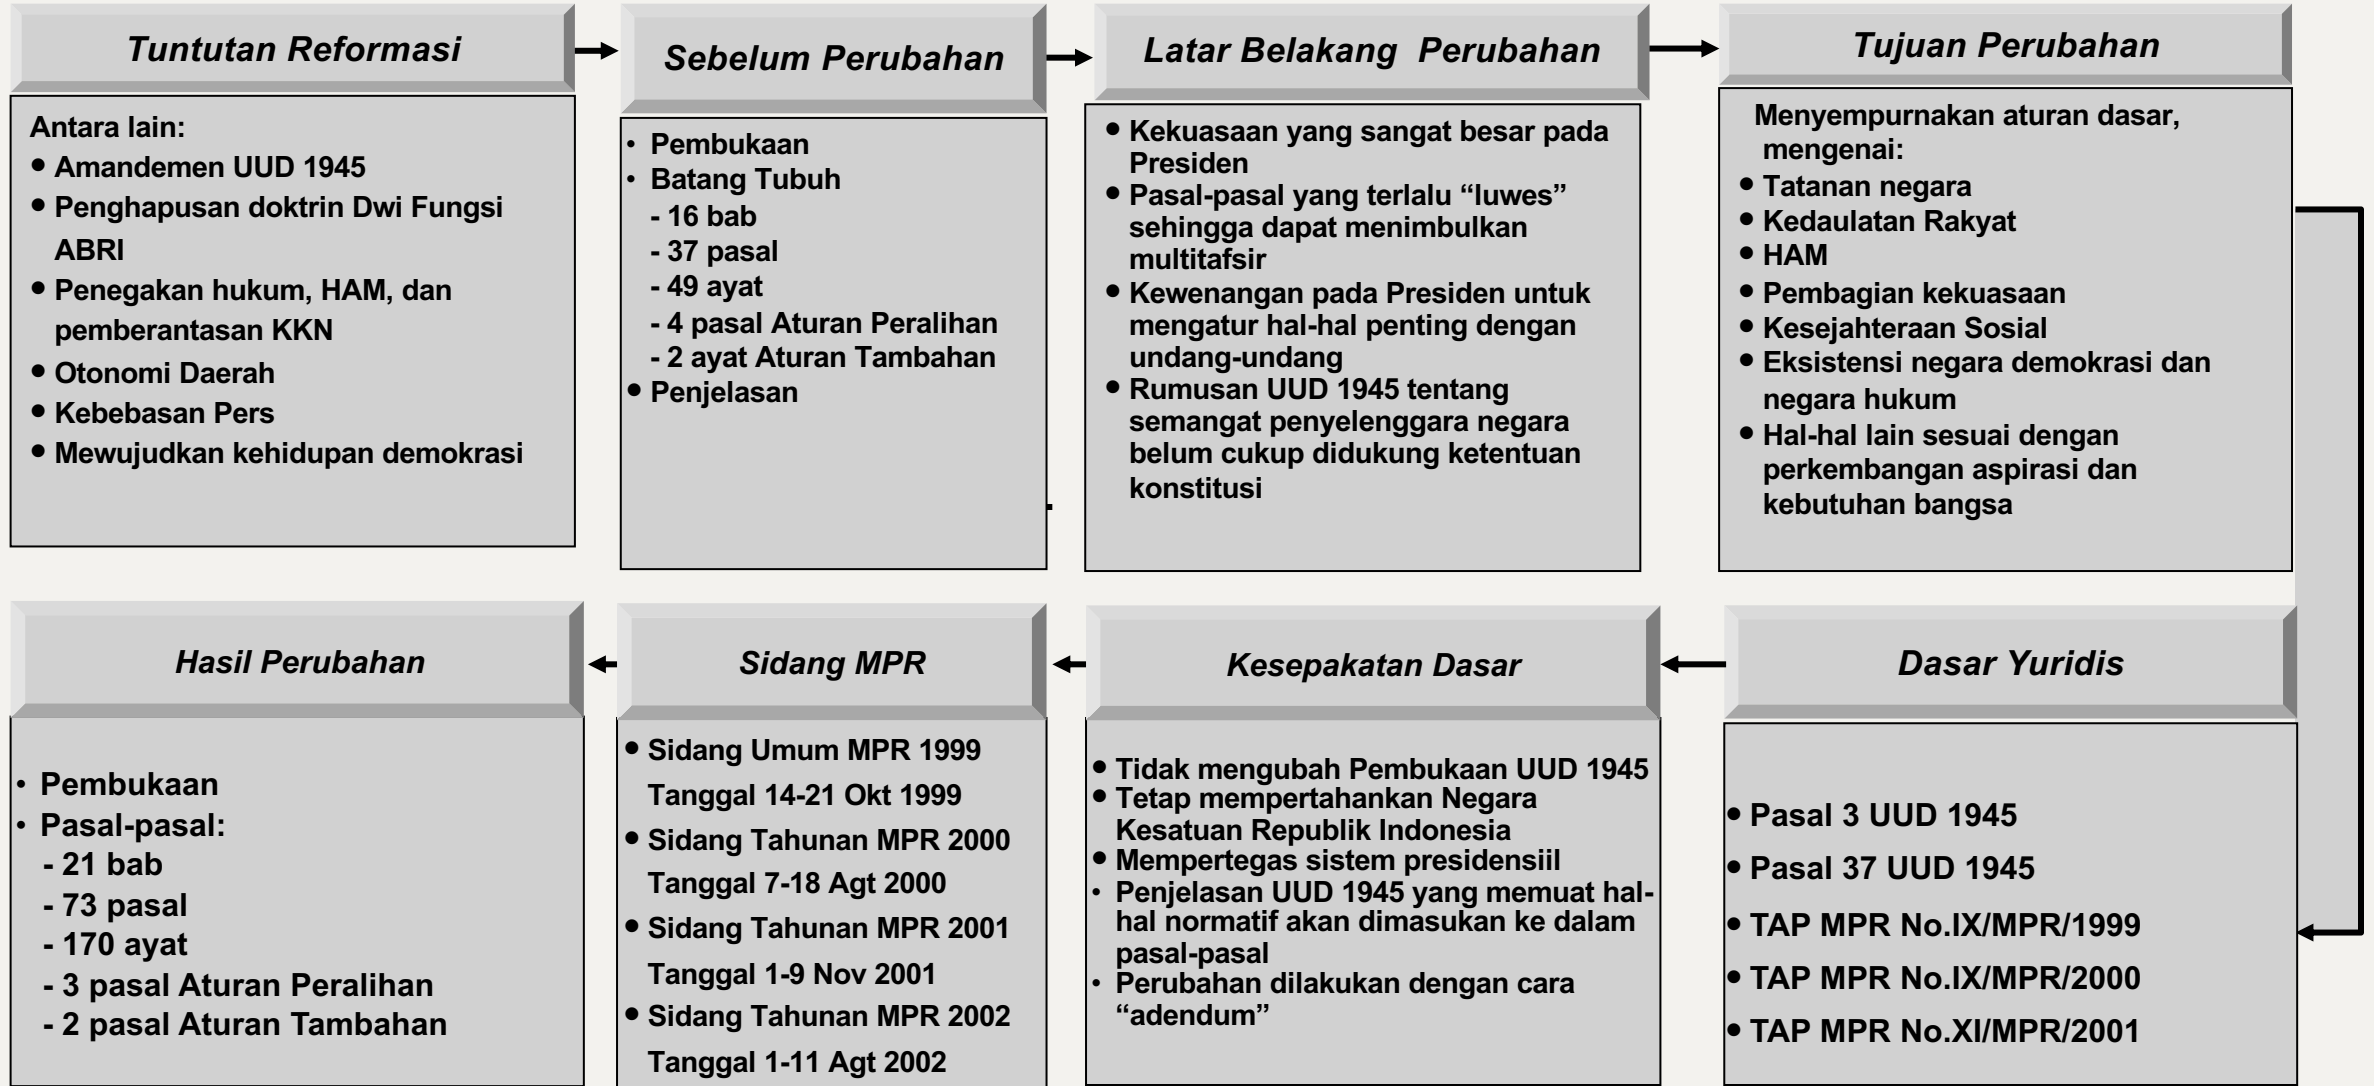 Tuntutan Reformasi
Antara lain:
• Amandemen UUD 1945
• Penghapusan doktrin Dwi Fungsi
ABRI
• Penegakan hukum, HAM, dan
pemberantasan KKN
• Otonomi Daerah
• Kebebasan Pers
• Mewujudkan kehidupan demokrasi
Sebelum Perubahan
• Pembukaan
• Batang Tubuh
- 16 bab
- 37 pasal
- 49 ayat
- 4 pasal Aturan Peralihan
- 2 ayat Aturan Tambahan
• Penjelasan
Latar Belakang Perubahan
• Kekuasaan yang sangat besar pada
Presiden
• Pasal-pasal yang terlalu “luwes”
sehingga dapat menimbulkan
multitafsir
• Kewenangan pada Presiden untuk
mengatur hal-hal penting dengan
undang-undang
• Rumusan UUD 1945 tentang
semangat penyelenggara negara
belum cukup didukung ketentuan
konstitusi
Tujuan Perubahan
Menyempurnakan aturan dasar,
mengenai:
• Tatanan negara
• Kedaulatan Rakyat
• HAM
• Pembagian kekuasaan
• Kesejahteraan Sosial
• Eksistensi negara demokrasi dan
negara hukum
• Hal-hal lain sesuai dengan
perkembangan aspirasi dan
kebutuhan bangsa
Dasar Yuridis
• Pasal 3 UUD 1945
• Pasal 37 UUD 1945
• TAP MPR No.IX/MPR/1999
• TAP MPR No.IX/MPR/2000
• TAP MPR No.XI/MPR/2001
Kesepakatan Dasar
• Tidak mengubah Pembukaan UUD 1945
• Tetap mempertahankan Negara
Kesatuan Republik Indonesia
• Mempertegas sistem presidensiil
• Penjelasan UUD 1945 yang memuat hal-
hal normatif akan dimasukan ke dalam
pasal-pasal
• Perubahan dilakukan dengan cara
“adendum”
Sidang MPR
• Sidang Umum MPR 1999
Tanggal 14-21 Okt 1999
• Sidang Tahunan MPR 2000
Tanggal 7-18 Agt 2000
• Sidang Tahunan MPR 2001
Tanggal 1-9 Nov 2001
• Sidang Tahunan MPR 2002
Tanggal 1-11 Agt 2002
Hasil Perubahan
• Pembukaan
• Pasal-pasal:
- 21 bab
- 73 pasal
- 170 ayat
- 3 pasal Aturan Peralihan
- 2 pasal Aturan Tambahan